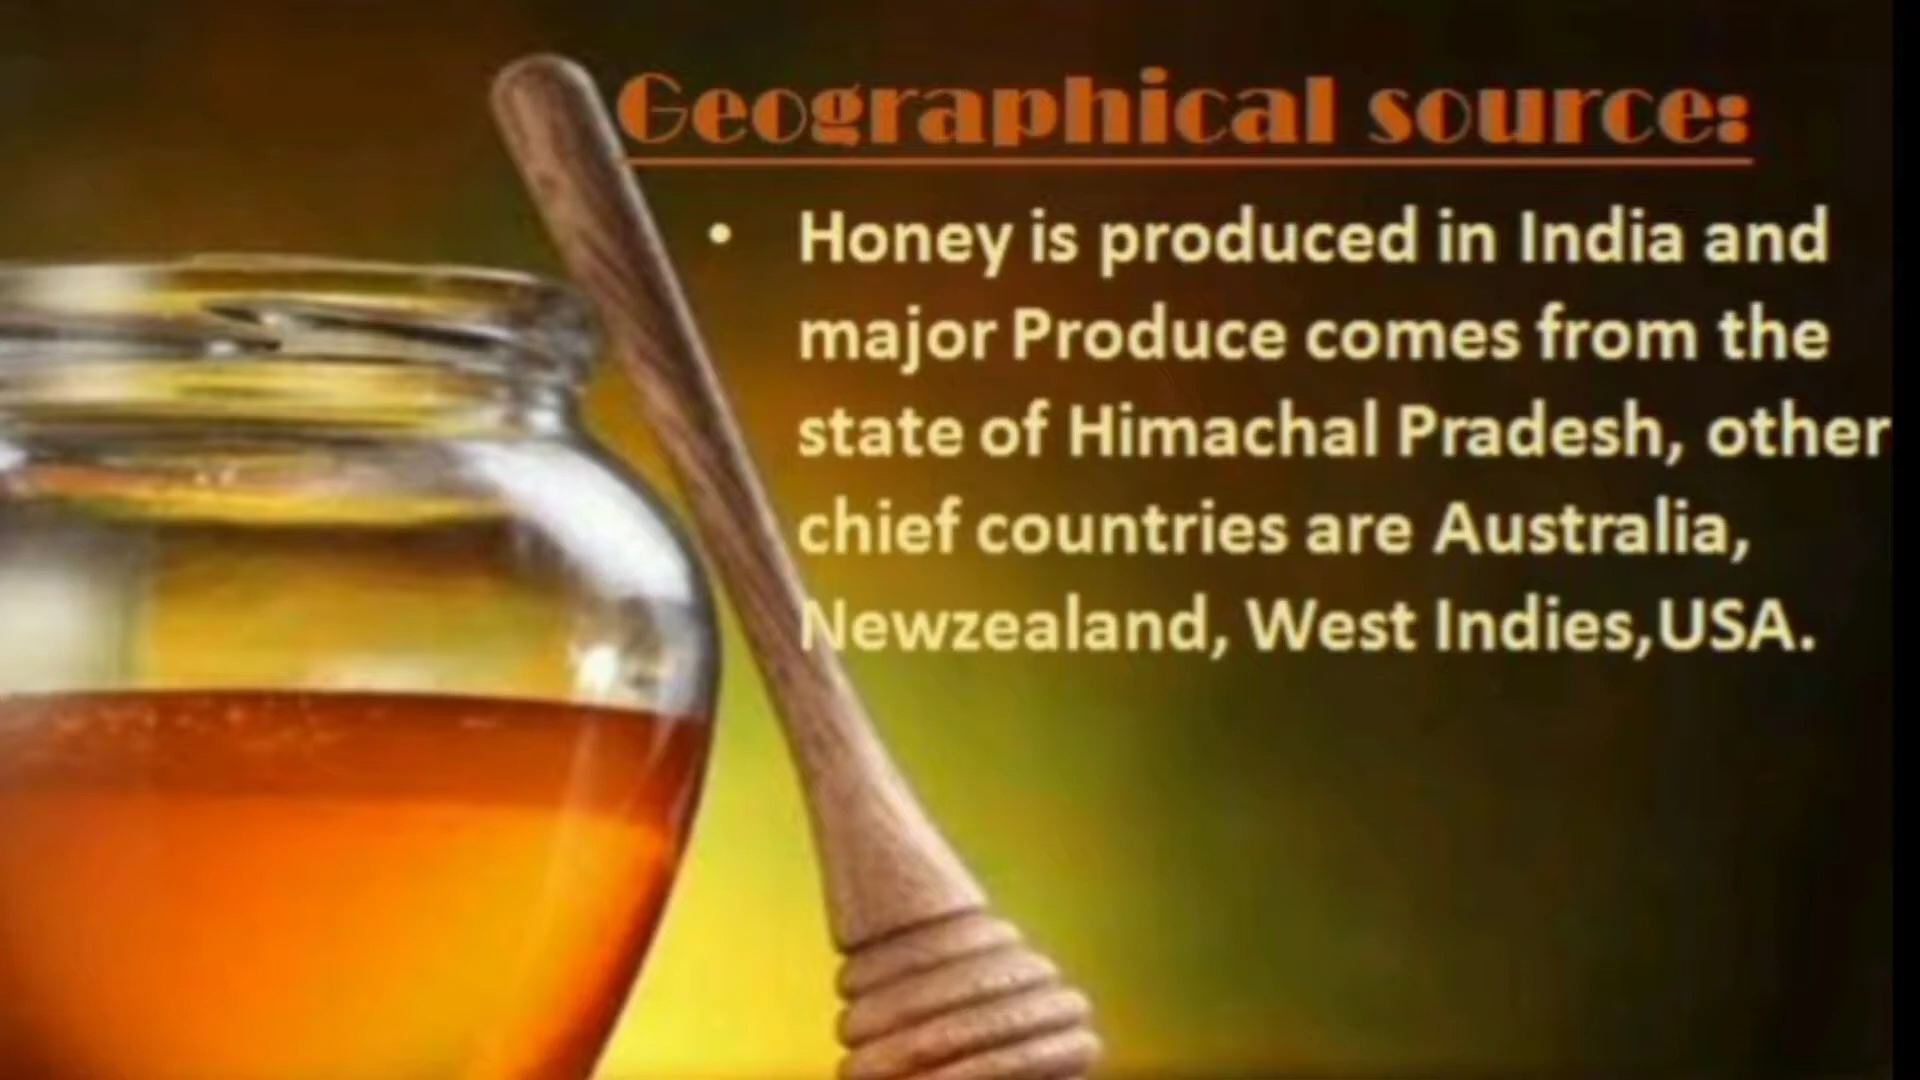 Geographical source:
• Honey is produced in India and
major Produce comes from the
state of Himachal Pradesh, other
chief countries are Australia,
Newzealand, West Indies,USA.